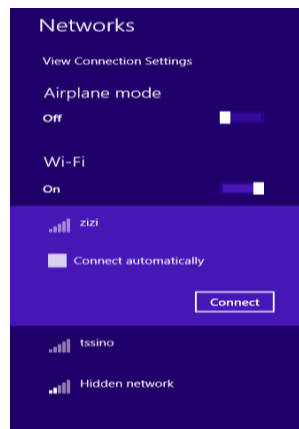 Networks
View Connection Settings
Airplane mode
Off
Wi-Fi
On
zizi
Connect automatically
Connect
tssino
Hidden network